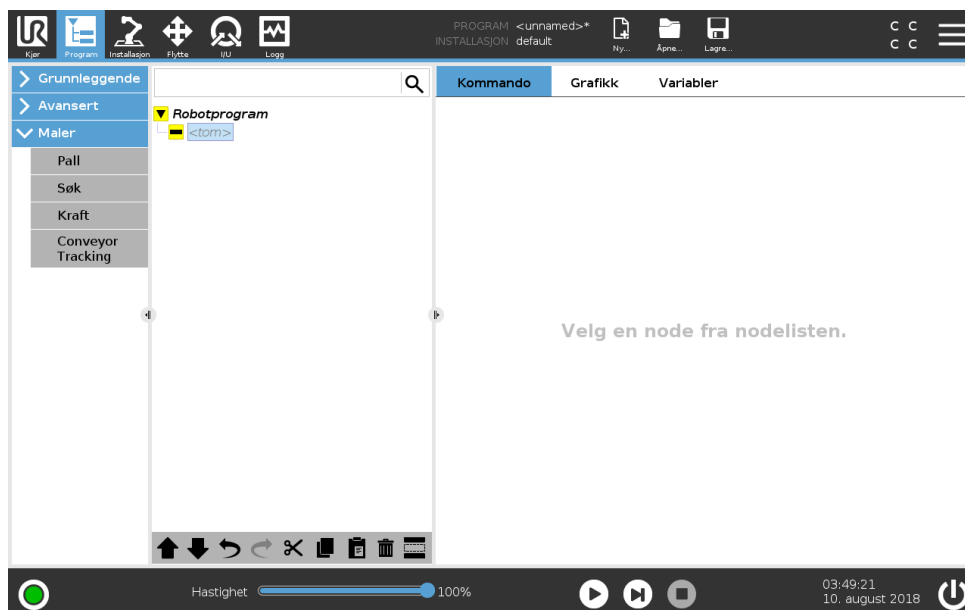 UR
PROGRAM <unnamed>*
INSTALLASJON default
C C
C C
Kjør Program Installasjon Flytte I/U Logg Ny... Åpne... Lagre...
Grunnleggende
Avansert
Maler
Pall
Søk
Kraft
Conveyor
Tracking
Robotprogram
<tom>
Kommando Grafikk Variabler
Velg en node fra nodelisten.
Hastighet 100%
03:49:21
10. august 2018